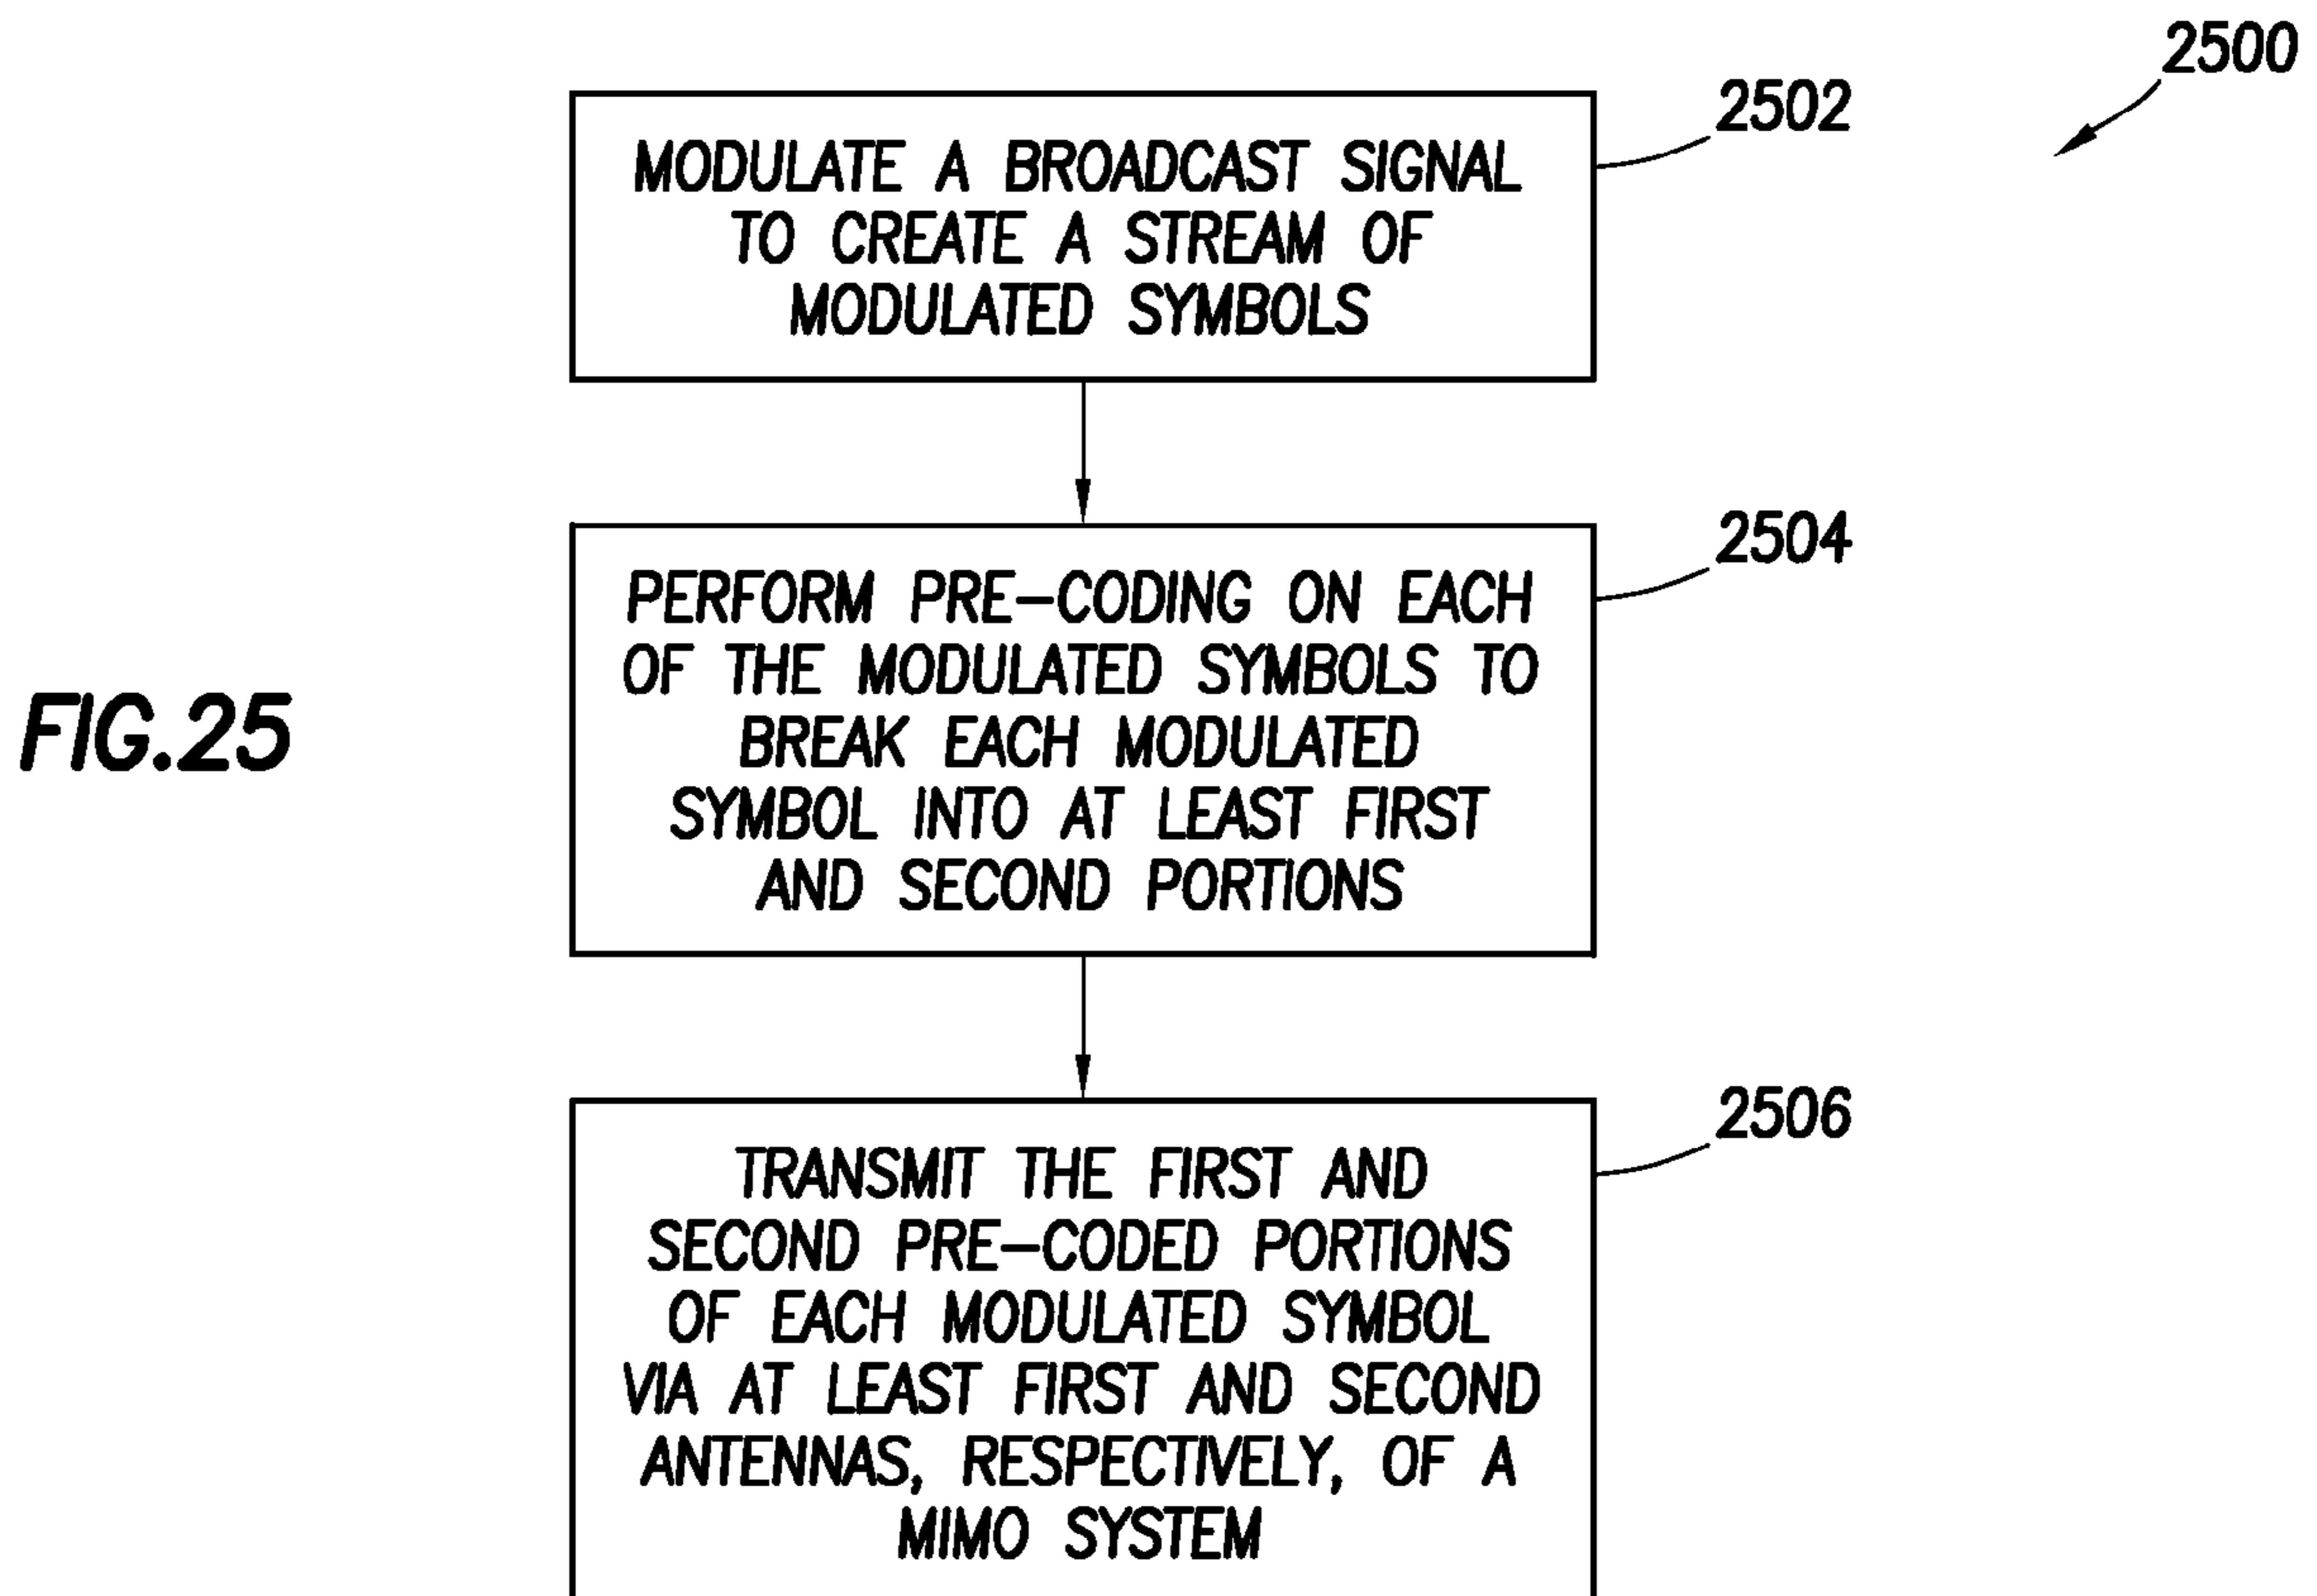 2500
2502
MODULATE A BROADCAST SIGNAL
TO CREATE A STREAM OF
MODULATED SYMBOLS
2504
PERFORM PRE-CODING ON EACH
OF THE MODULATED SYMBOLS TO
BREAK EACH MODULATED
SYMBOL INTO AT LEAST FIRST
AND SECOND PORTIONS
FIG.25
2506
TRANSMIT THE FIRST AND
SECOND PRE-CODED PORTIONS
OF EACH MODULATED SYMBOL
VIA AT LEAST FIRST AND SECOND
ANTENNAS, RESPECTIVELY, OF A
MIMO SYSTEM